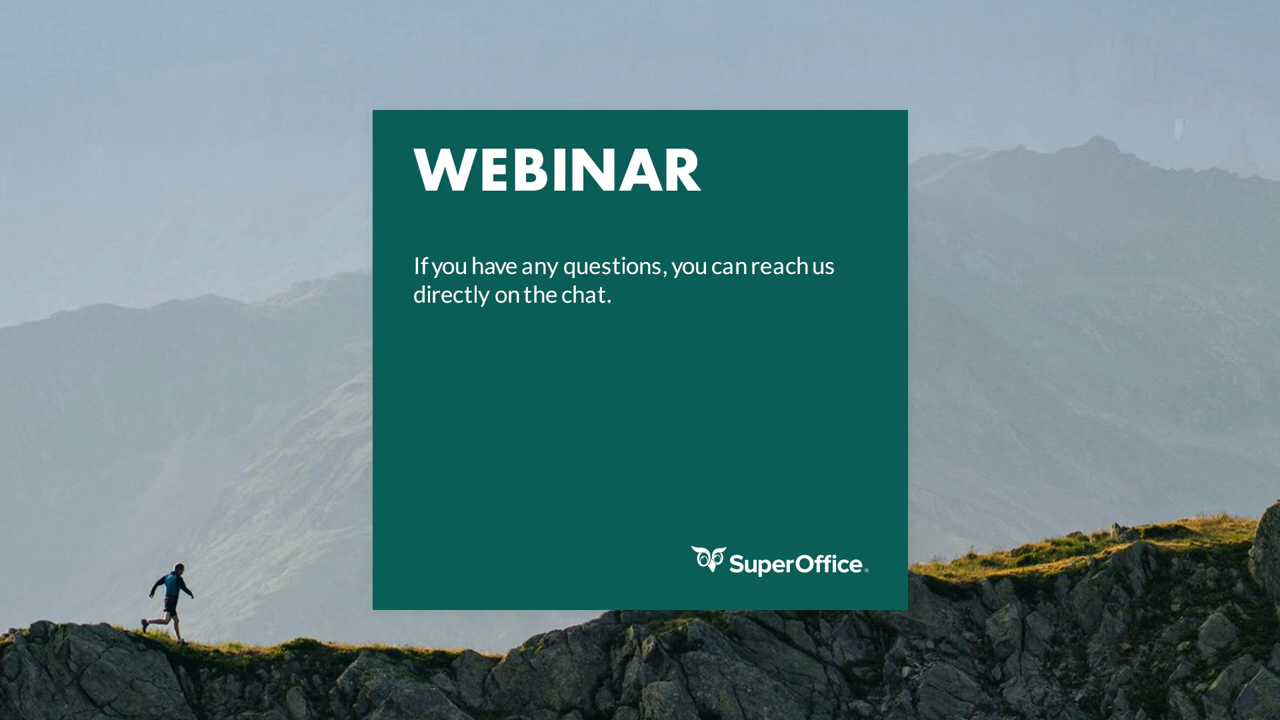 WEBINAR
If you have any questions, you can reach us
directly on the chat.
SuperOffice®